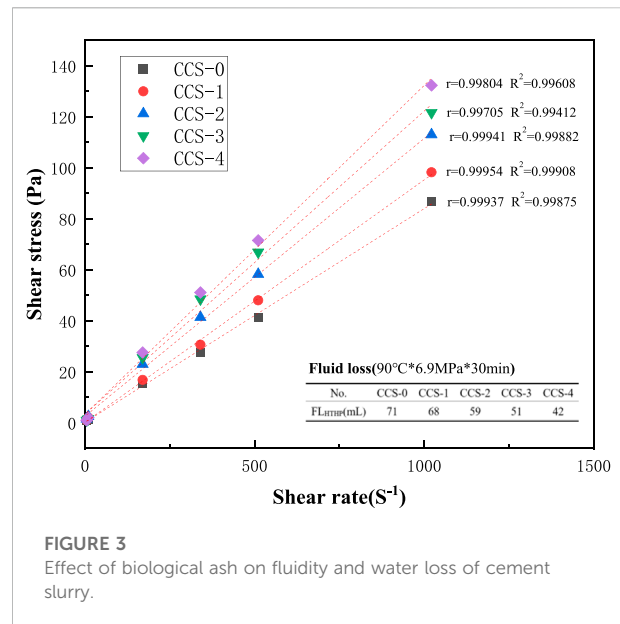 140
120
100
80
60
40
20
0
Shear stress (Pa)
CCS-0
CCS-1
CCS-2
CCS-3
CCS-4
r=0.99804 R²=0.99608
r=0.99705 R²=0.99412
r=0.99941 R²=0.99882
r=0.99954 R²=0.99908
r=0.99937 R²=0.99875
Fluid loss(90℃*6.9MPa*30min)
No. CCS-0 CCS-1 CCS-2 CCS-3 CCS-4
FLHTHP(mL) 71 68 59 51 42
0 500 1000 1500
Shear rate(S⁻¹)
FIGURE 3
Effect of biological ash on fluidity and water loss of cement
slurry.